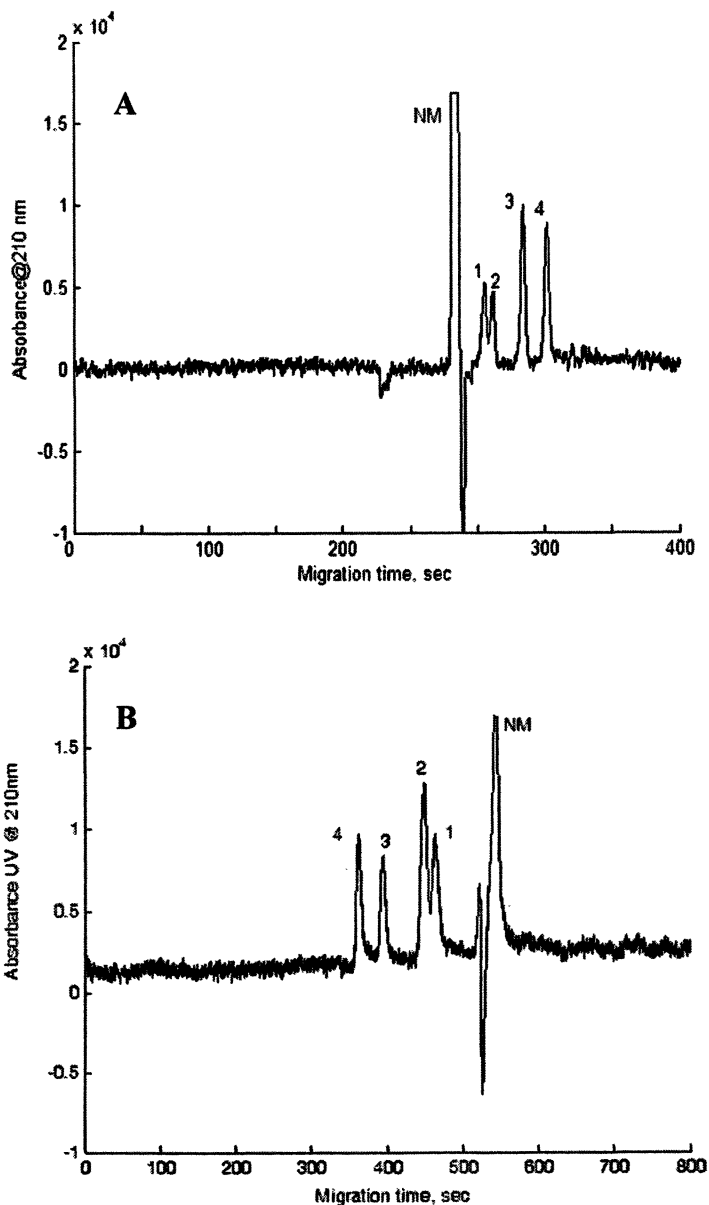 x 10⁴
2
A
NM
1.5
3
4
1
1
2
0.5
0
-0.5
-1
0 100 200 300 400
Absorbance@210 nm
Migration time, sec
x 10⁴
2
B
NM
1.5
2
4
3
1
1
0.5
0
-0.5
-1
0 100 200 300 400 500 600 700 800
Absorbance UV @ 210nm
Migration time, sec